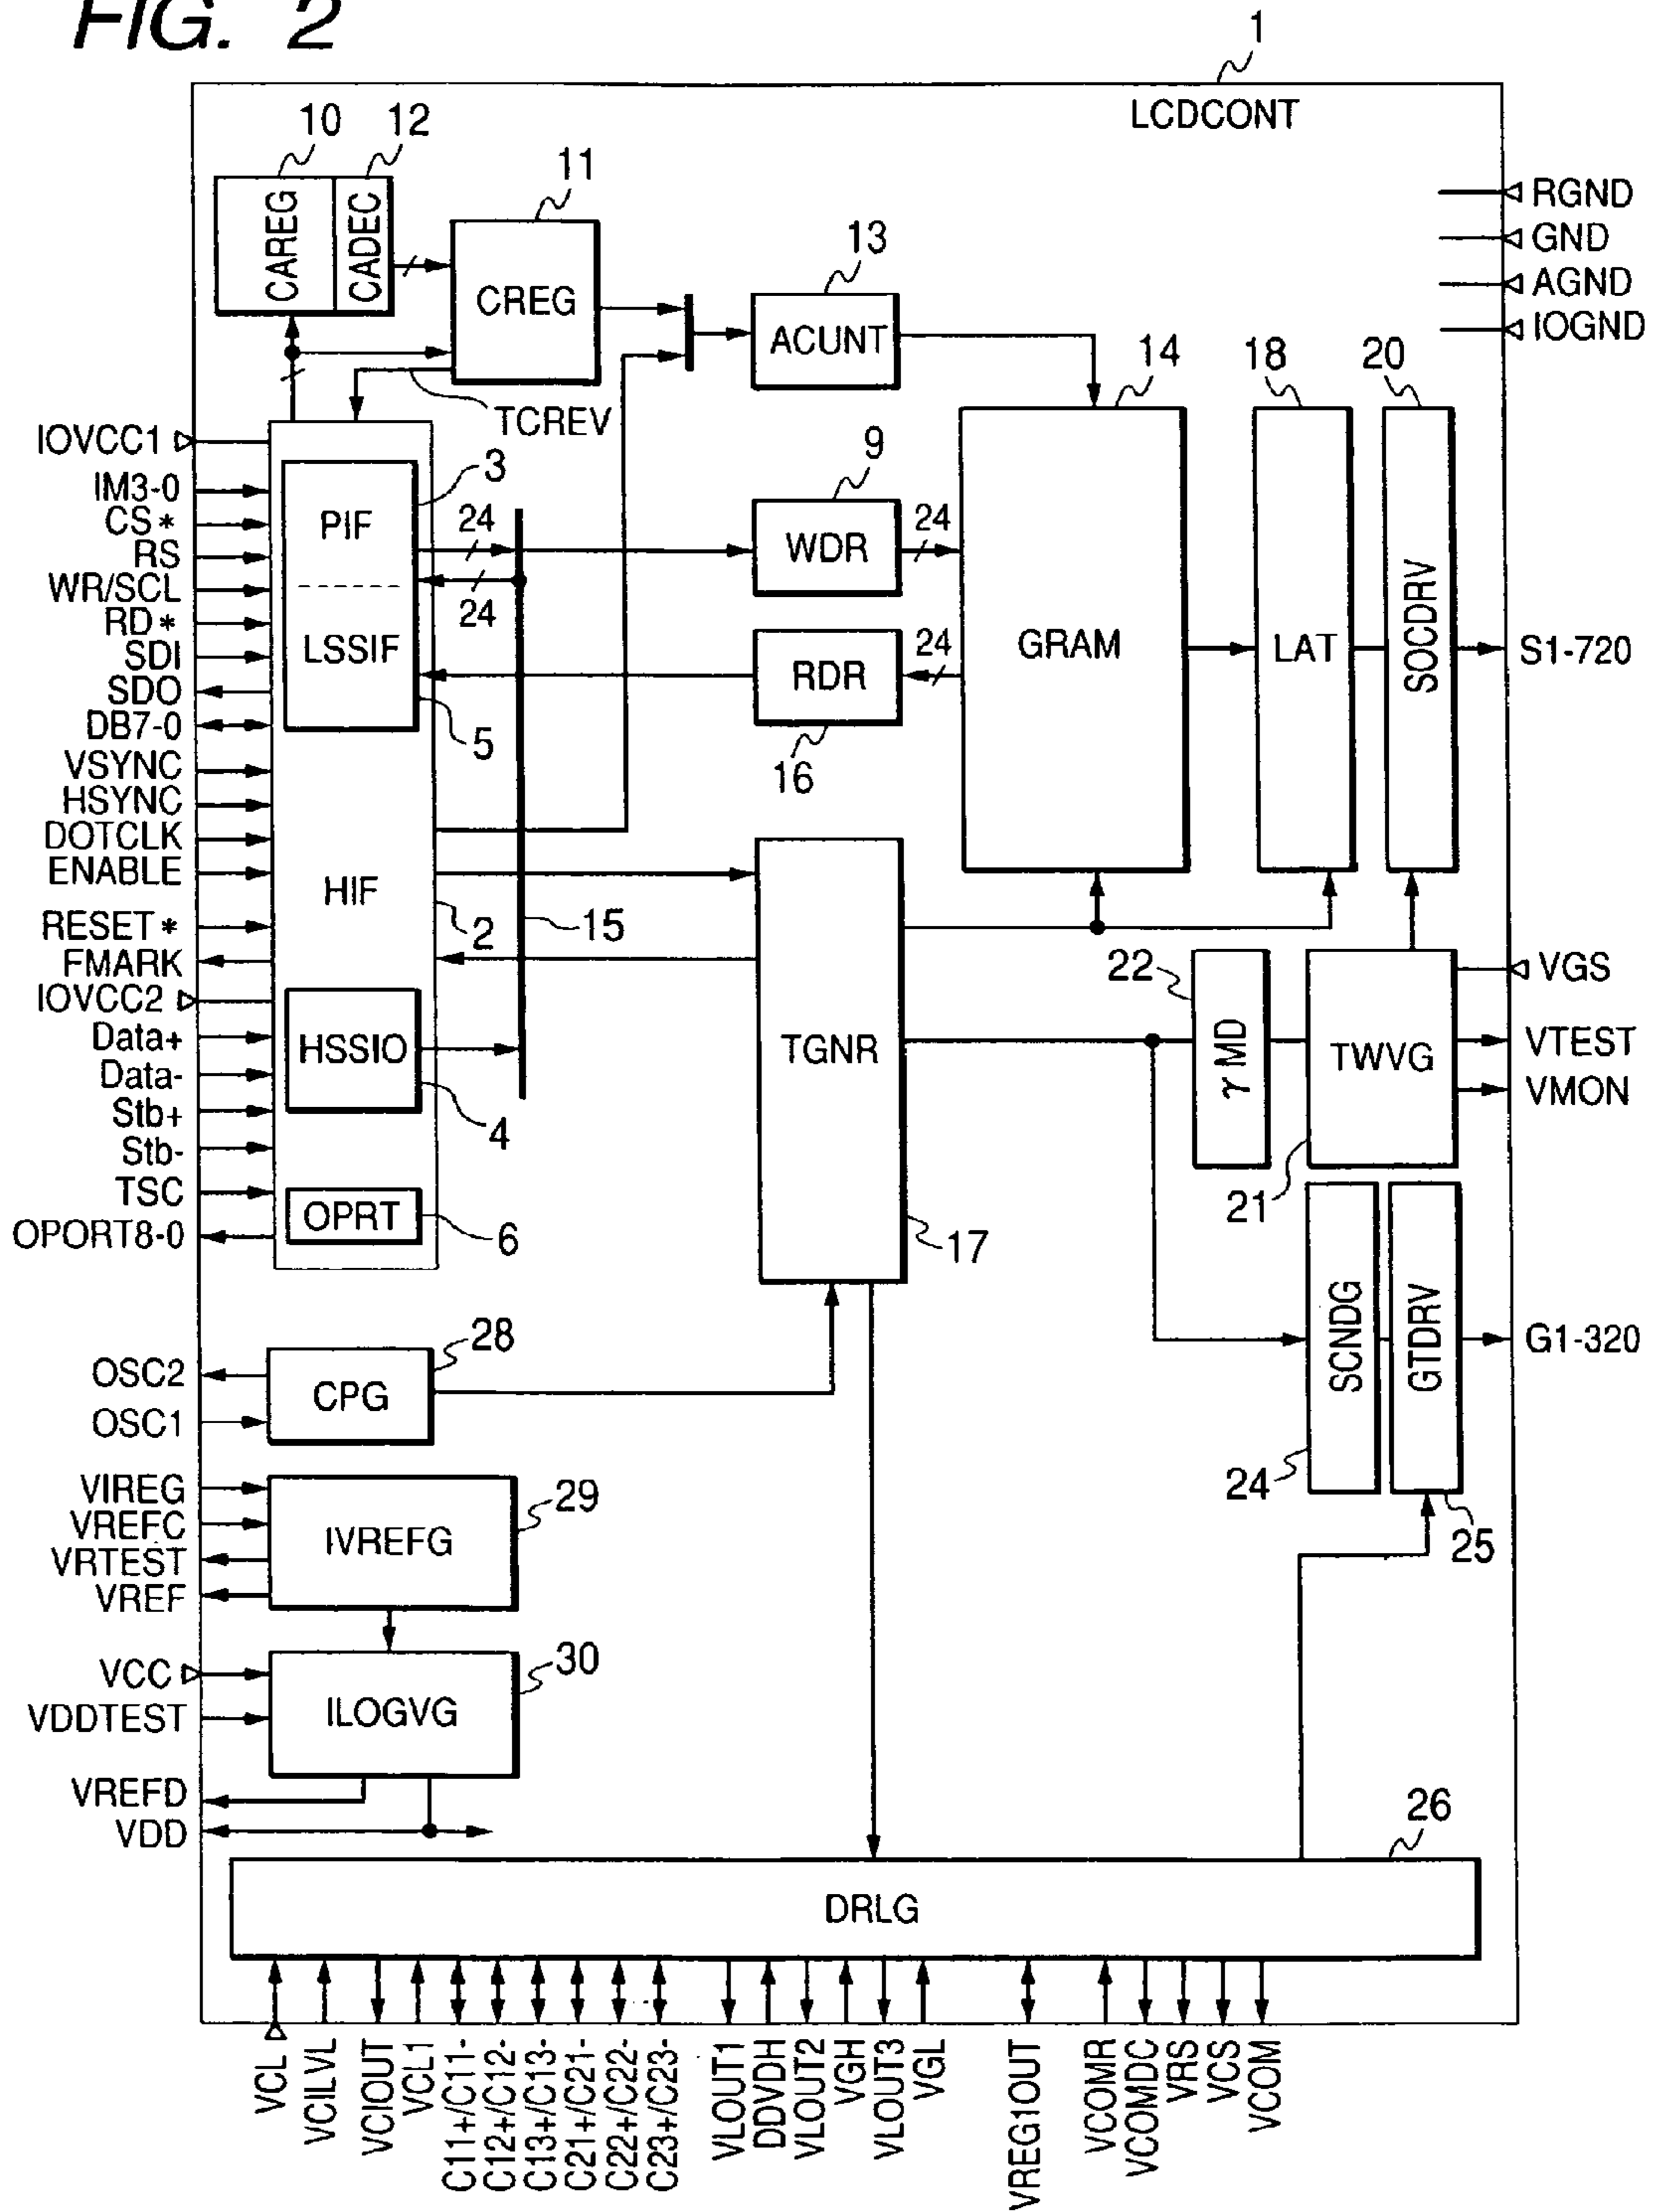 FIG. 2
1
LCDCONT
10
12
11
13
CAREG
CADEC
CREG
ACUNT
TCREV
RGND
GND
AGND
IOGND
14
18
20
IOVCC1
IM3-0
CS*
RS
WR/SCL
RD*
SDI
SDO
DB7-0
VSYNC
HSYNC
DOTCLK
ENABLE
RESET*
FMARK
IOVCC2
Data+
Data-
Stb+
Stb-
TSC
OPORT8-0
3
PIF
LSSIF
5
24
24
9
WDR
24
RDR
24
16
GRAM
LAT
SOCDRV
S1-720
HIF
2
15
HSSIO
4
OPRT
6
TGNR
17
22
γMD
TWVG
21
VGS
VTEST
VMON
SCNDG
GTDRV
24
25
G1-320
OSC2
OSC1
28
CPG
VIREG
VREFC
VRTEST
VREF
29
IVREFG
VCC
VDDTEST
30
ILOGVG
VREFD
VDD
26
DRLG
VCL
VCILVL
VCIOUT
VCL1
C11+/C11-
C12+/C12-
C13+/C13-
C21+/C21-
C22+/C22-
C23+/C23-
VLOUT1
DDVDH
VLOUT2
VGH
VLOUT3
VGL
VREG1OUT
VCOMR
VCOMDC
VRS
VCS
VCOM